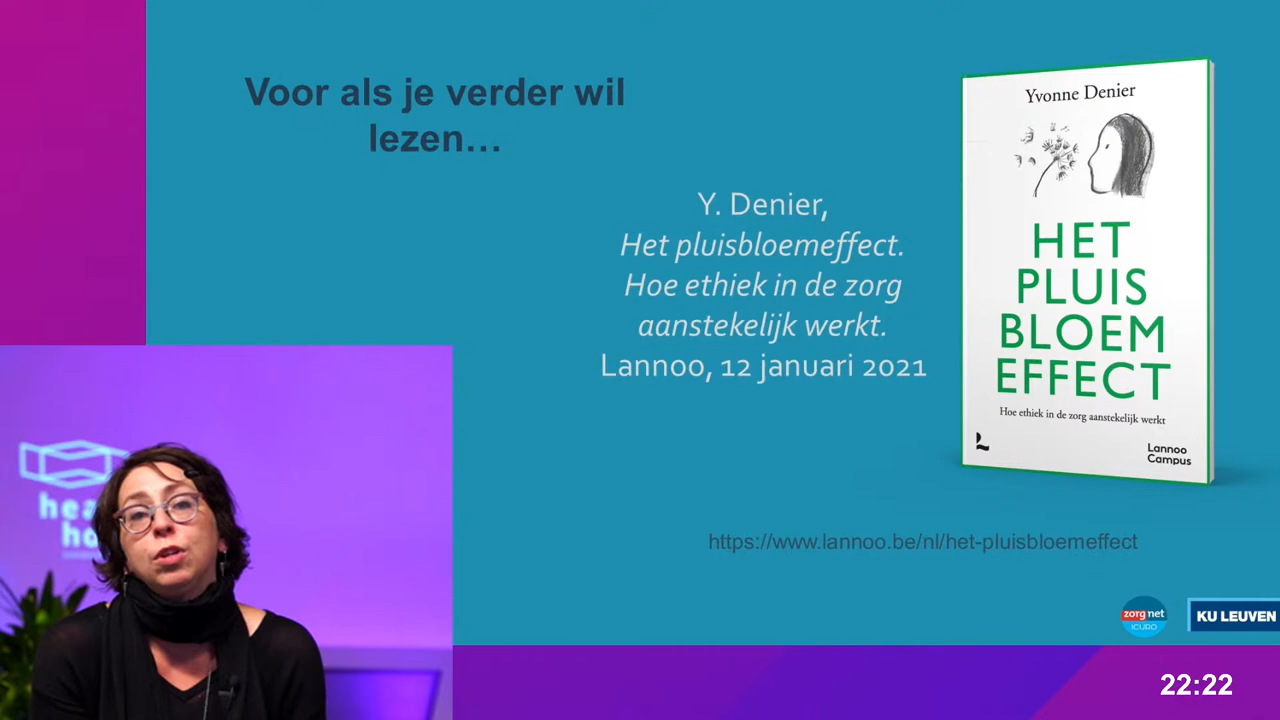 Voor als je verder wil
lezen…
Y. Denier,
Het pluisbloemeffect.
Hoe ethiek in de zorg
aanstekelijk werkt.
Lannoo, 12 januari 2021
Yvonne Denier
HET
PLUIS
BLOEM
EFFECT
Hoe ethiek in de zorg aanstekelijk werkt
Lannoo
Campus
https://www.lannoo.be/nl/het-pluisbloemeffect
zorgnet
ICURO
KU LEUVEN
22:22